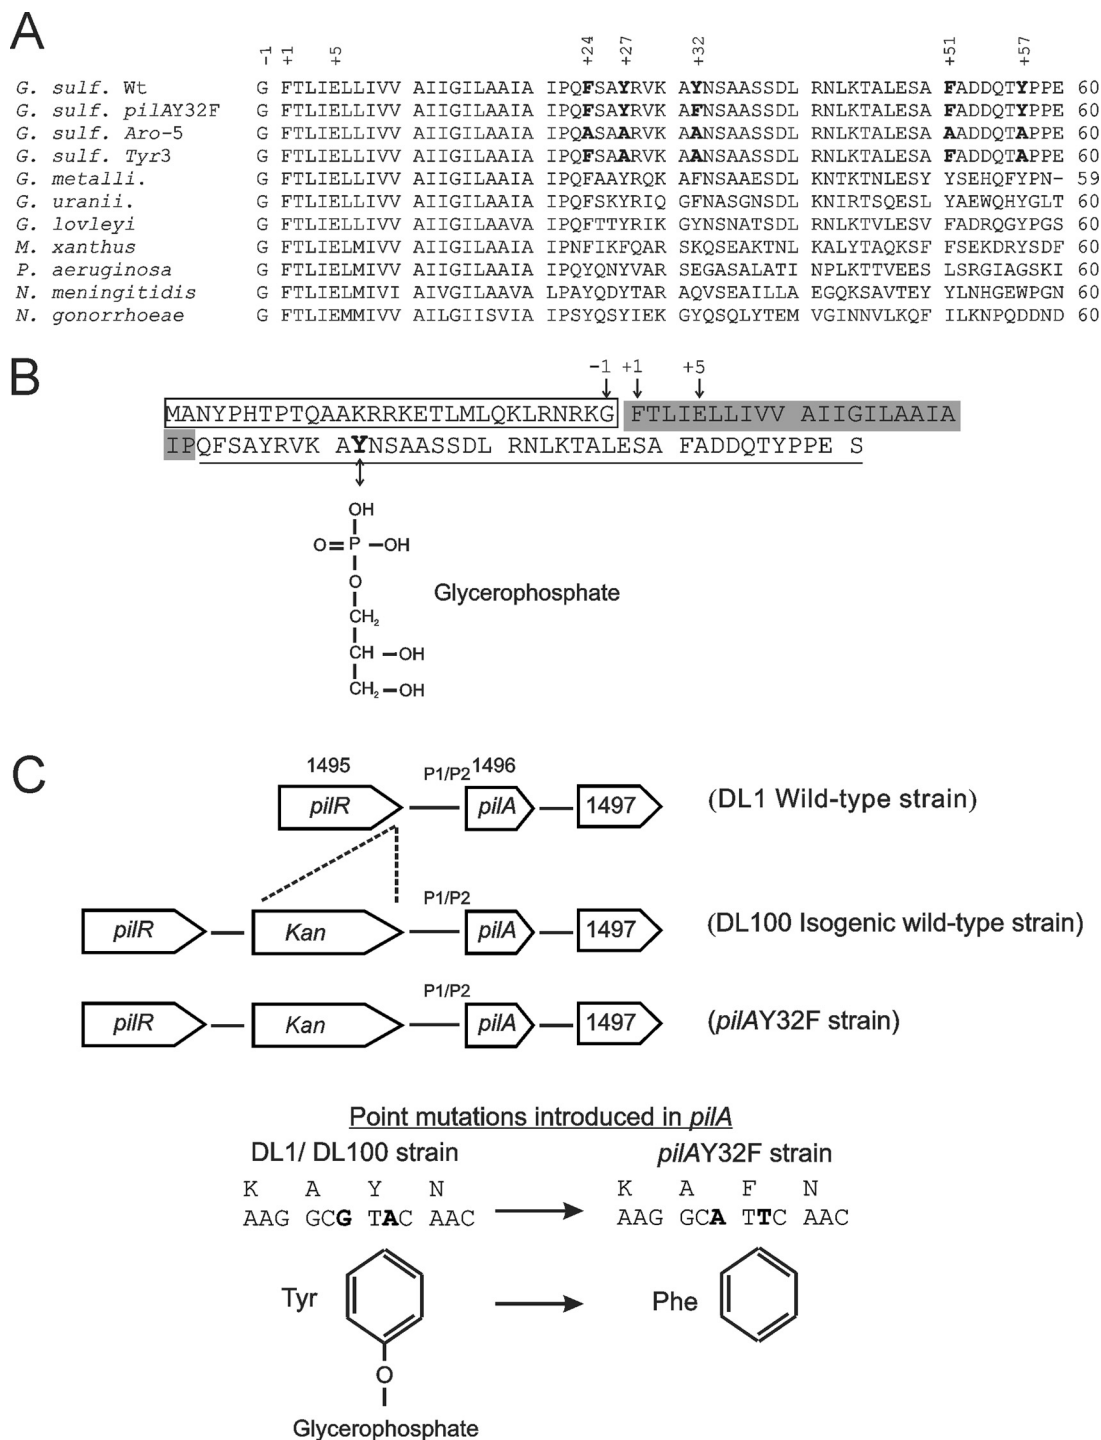 A
-1 +1 +5 +24 +27 +32 +51 +57
G. sulf. Wt G FTLIELLIVV AIIGILAAIA IPQFSAYRVK AYNSAASSDL RNLKTALESA FADDQTYPPE 60
G. sulf. pilAY32F G FTLIELLIVV AIIGILAAIA IPQFSAYRVK AFNSAASSDL RNLKTALESA FADDQTYPPE 60
G. sulf. Aro-5 G FTLIELLIVV AIIGILAAIA IPQASAARVK AANSAASSDL RNLKTALESA AADDQTAPPE 60
G. sulf. Tyr3 G FTLIELLIVV AIIGILAAIA IPQFSAARVK AANSAASSDL RNLKTALESA FADDQTAPPE 60
G. metalli. G FTLIELLIVV AIIGILAAIA IPQFAAYRQK AFNSAAESDL KNTKTNLESY YSEHQFYPN- 59
G. uranii. G FTLIELLIVV AIIGILAAIA IPQFSKYRIQ GFNASGNSDL KNIRTSQESL YAEWQHYGLT 60
G. lovleyi G FTLIELLIVV AIIGILAAVA IPQFTTYRIK GYNSNATSDL RNLKTVLESV FADRQGYPGS 60
M. xanthus G FTLIELMIVV AIIGILAAIA IPNFIKFQAR SKQSEAKTNL KALYTAQKSF FSEKDRYSDF 60
P. aeruginosa G FTLIELMIVV AIIGILAAIA IPQYQNYVAR SEGASALATI NPLKTTVEES LSRGIAGSKI 60
N. meningitidis G FTLIELMIVI AIVGILAAVA LPAYQDYTAR AQVSEAILLA EGQKSAVTEY YLNHGEWPGN 60
N. gonorrhoeae G FTLIEMMIVV AILGIISVIA IPSYQSYIEK GYQSQLYTEM VGINNVLKQF ILKNPQDDND 60
B
-1 +1 +5
MANYPHTPTQAAKRRKETLMLQKLRNRKG FTLIELLIVV AIIGILAAIA
IPQFSAYRVK AYNSAASSDL RNLKTALESA FADDQTYPPE S
OH
O=P-OH
O
Glycerophosphate
CH₂
CH-OH
CH₂-OH
C
1495 P1/P2 1496
pilR pilA 1497 (DL1 Wild-type strain)
P1/P2
pilR Kan pilA 1497 (DL100 Isogenic wild-type strain)
P1/P2
pilR Kan pilA 1497 (pilAY32F strain)
Point mutations introduced in pilA
DL1/ DL100 strain pilAY32F strain
K A Y N K A F N
AAG GCG TAC AAC AAG GCA TTC AAC
Tyr Phe
O
Glycerophosphate